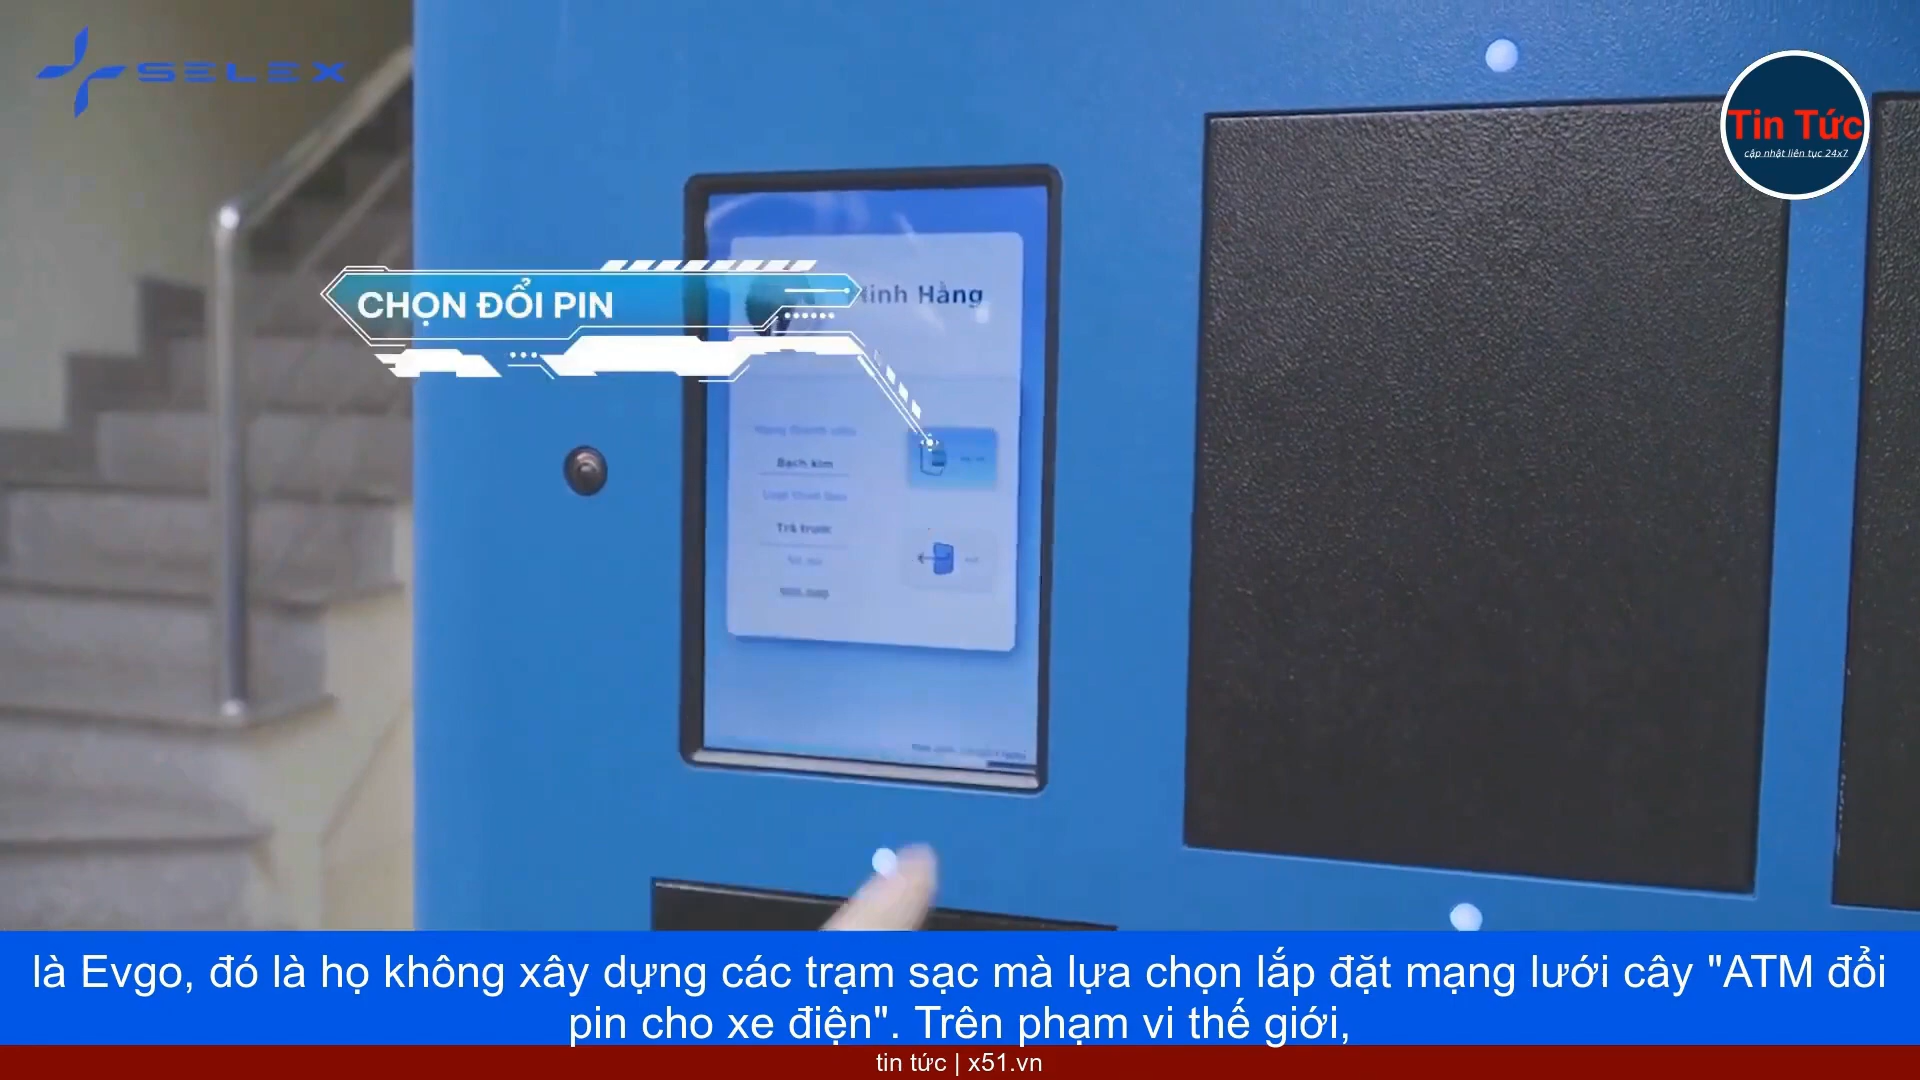 SELEX
Tin Tức
cập nhật liên tục 24x7
CHỌN ĐỔI PIN
Hằng
Bạch kim
Trả trước
là Evgo, đó là họ không xây dựng các trạm sạc mà lựa chọn lắp đặt mạng lưới cây "ATM đổi
pin cho xe điện". Trên phạm vi thế giới,
tin tức | x51.vn